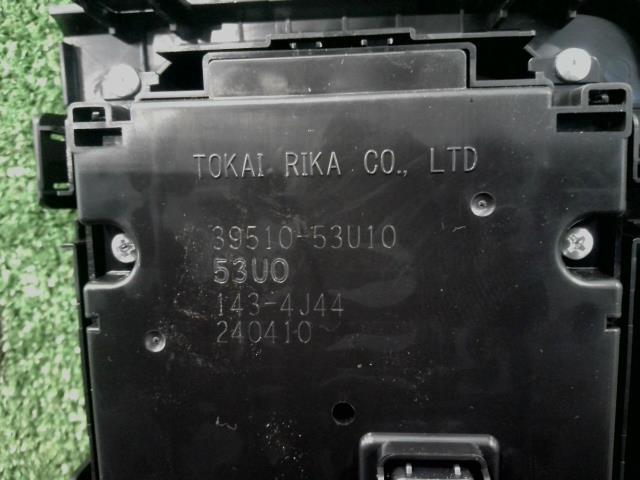 TOKAI RIKA CO., LTD
39510-53U10
53U0
143-4J44
240410